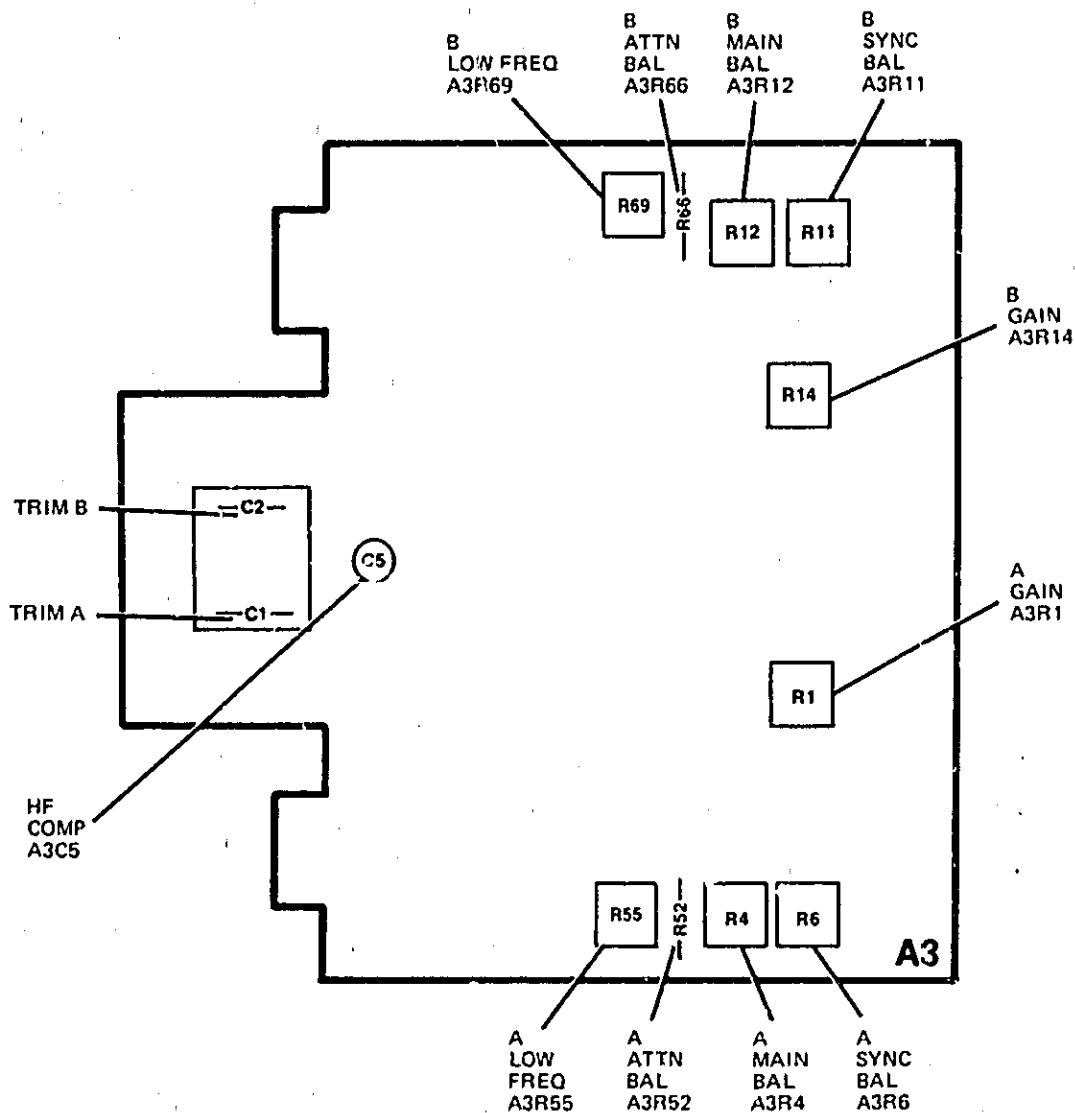 B
LOW FREQ
A3R69
B
ATTN
BAL
A3R66
B
MAIN
BAL
A3R12
B
SYNC
BAL
A3R11
R69
R66
R12
R11
B
GAIN
A3R14
R14
TRIM B
C2
C5
TRIM A
C1
A
GAIN
A3R1
R1
HF
COMP
A3C5
R55
R52
R4
R6
A3
A
LOW
FREQ
A3R55
A
ATTN
BAL
A3R52
A
MAIN
BAL
A3R4
A
SYNC
BAL
A3R6